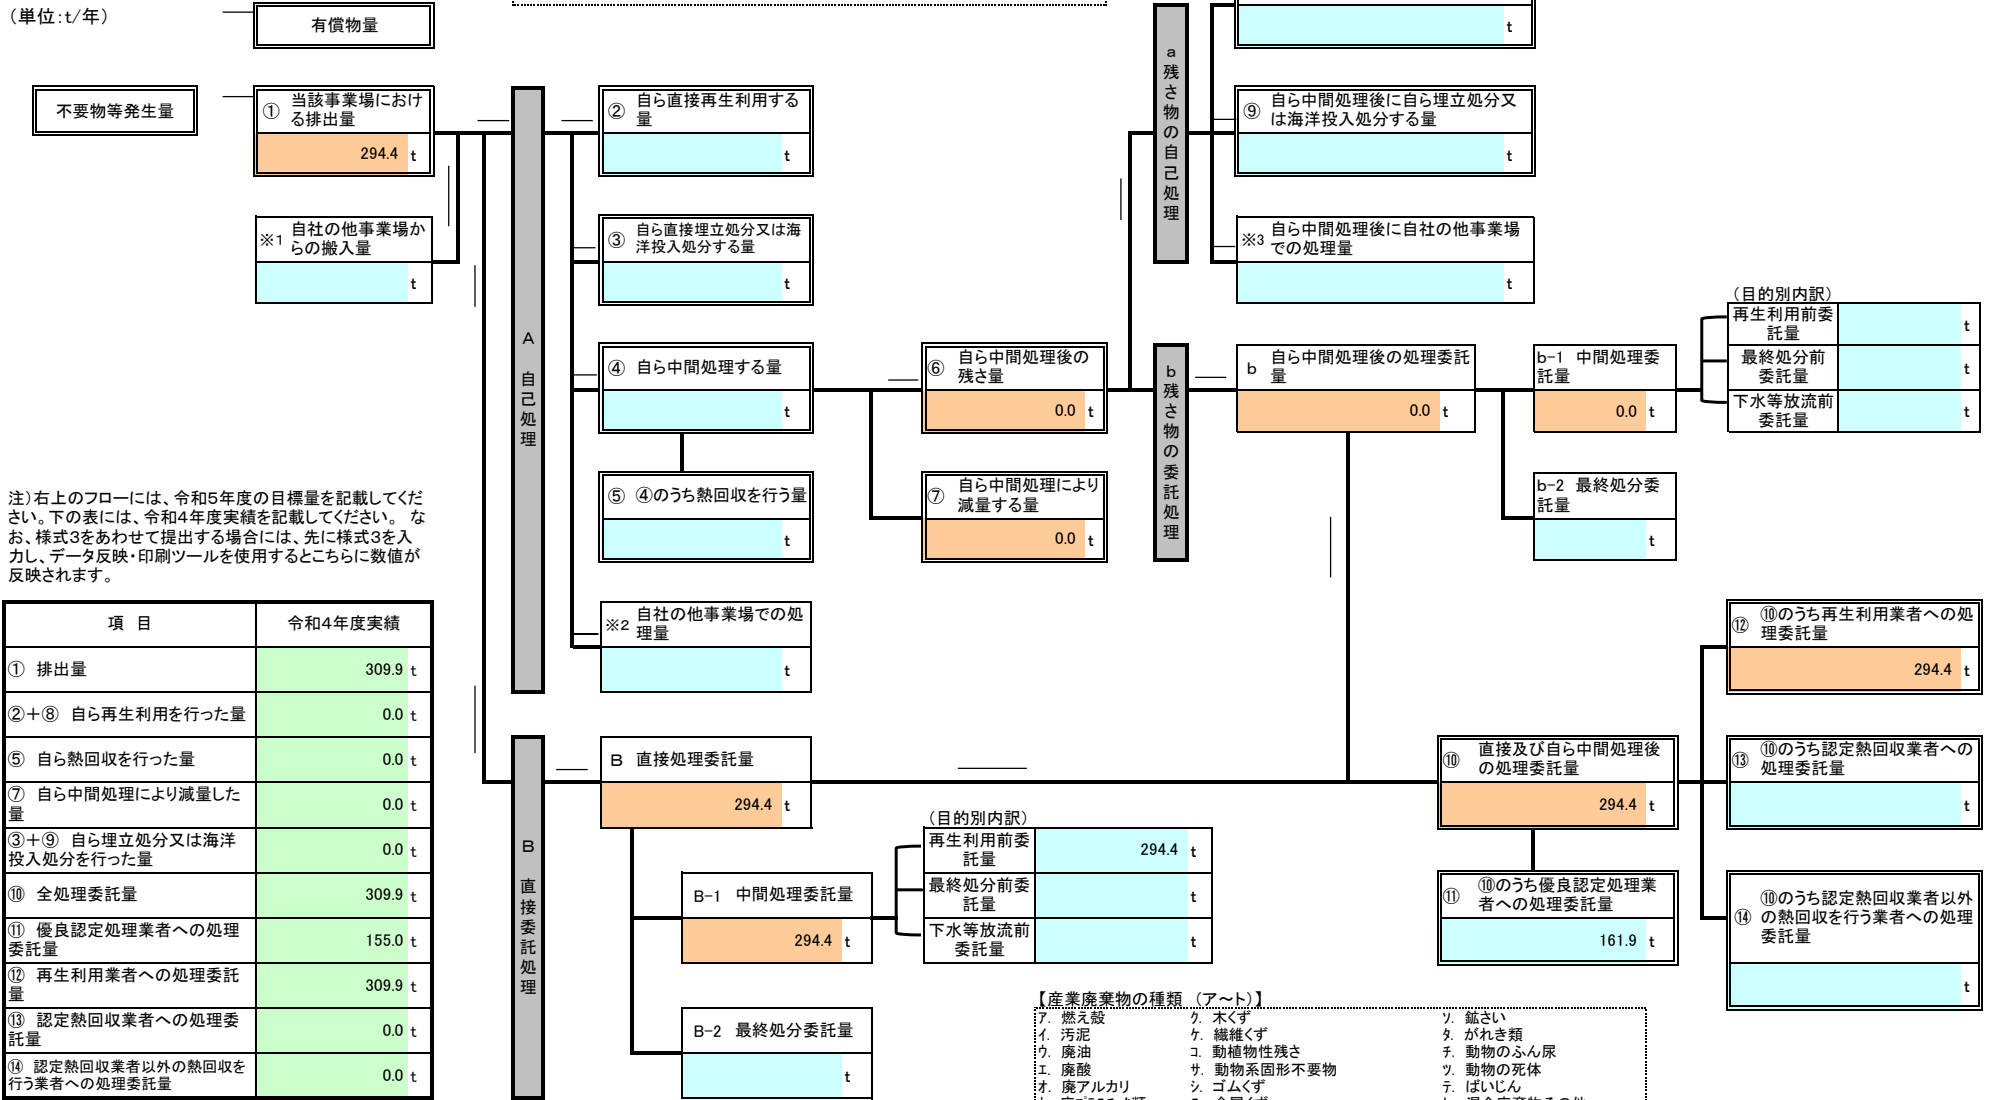 （単位：t/年）
有償物量
t
不要物等発生量
① 当該事業場におけ
る排出量
294.4 t
② 自ら直接再生利用する
量
t
⑨ 自ら中間処理後に自ら埋立処分又
は海洋投入処分する量
t
a 残さ物の自己処理
※1 自社の他事業場か
らの搬入量
t
③ 自ら直接埋立処分又は海
洋投入処分する量
t
※3 自ら中間処理後に自社の他事業場
での処理量
t
A 自己処理
④ 自ら中間処理する量
t
⑥ 自ら中間処理後の
残さ量
0.0 t
b 残さ物の委託処理
b 自ら中間処理後の処理委託
量
0.0 t
b-1 中間処理委
託量
0.0 t
（目的別内訳）
再生利用前委
託量
t
最終処分前
委託量
t
下水等放流前
委託量
t
⑤ ④のうち熱回収を行う量
t
⑦ 自ら中間処理により
減量する量
0.0 t
b-2 最終処分委
託量
t
注）右上のフローには、令和5年度の目標量を記載してくだ
さい。下の表には、令和4年度実績を記載してください。 な
お、様式3をあわせて提出する場合には、先に様式3を入
力し、データ反映・印刷ツールを使用するとこちらに数値が
反映されます。
※2 自社の他事業場での処
理量
t
項 目 令和4年度実績
① 排出量 309.9 t
②＋⑧ 自ら再生利用を行った量 0.0 t
⑤ 自ら熱回収を行った量 0.0 t
⑦ 自ら中間処理により減量した
量 0.0 t
③＋⑨ 自ら埋立処分又は海洋
投入処分を行った量 0.0 t
⑩ 全処理委託量 309.9 t
⑪ 優良認定処理業者への処理
委託量 155.0 t
⑫ 再生利用業者への処理委託
量 309.9 t
⑬ 認定熱回収業者への処理委
託量 0.0 t
⑭ 認定熱回収業者以外の熱回収を
行う業者への処理委託量 0.0 t
B 直接委託処理
B 直接処理委託量
294.4 t
B-1 中間処理委託量
294.4 t
（目的別内訳）
再生利用前委
託量
294.4 t
最終処分前委
託量
t
下水等放流前
委託量
t
B-2 最終処分委託量
t
⑩ 直接及び自ら中間処理後
の処理委託量
294.4 t
⑪ ⑩のうち優良認定処理業
者への処理委託量
161.9 t
⑫ ⑩のうち再生利用業者への処
理委託量
294.4 t
⑬ ⑩のうち認定熱回収業者への
処理委託量
t
⑭ ⑩のうち認定熱回収業者以外
の熱回収を行う業者への処理
委託量
t
【産業廃棄物の種類 （ア～ト）】
ア. 燃え殻 ク. 木くず ソ. 鉱さい
イ. 汚泥 ケ. 繊維くず タ. がれき類
ウ. 廃油 コ. 動植物性残さ チ. 動物のふん尿
エ. 廃酸 サ. 動物系固形不要物 ツ. 動物の死体
オ. 廃アルカリ シ. ゴムくず テ. ばいじん